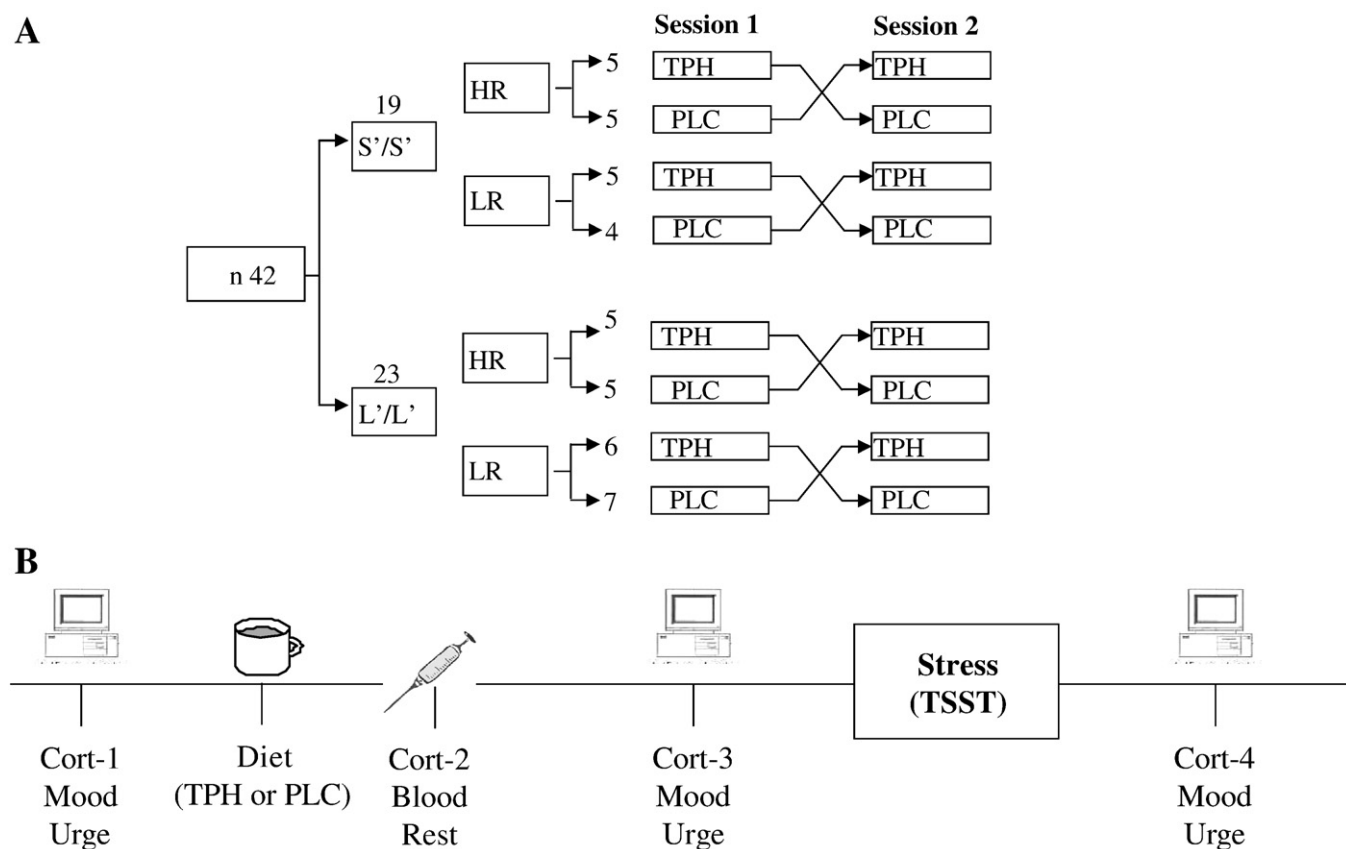 A
Session 1 Session 2
19
S’/S’
HR
5
5
TPH
PLC
TPH
PLC
LR
5
4
TPH
PLC
TPH
PLC
n 42
23
L’/L’
HR
5
5
TPH
PLC
TPH
PLC
LR
6
7
TPH
PLC
TPH
PLC
B
Stress
(TSST)
Cort-1
Mood
Urge
Diet
(TPH or PLC)
Cort-2
Blood
Rest
Cort-3
Mood
Urge
Cort-4
Mood
Urge